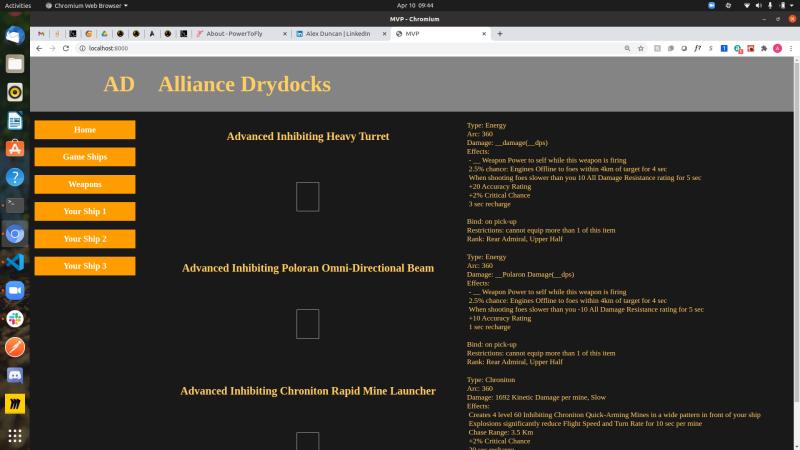 Activities
Chromium Web Browser
Apr 10 09:44
MVP - Chromium
About - PowerToFly
Alex Duncan | LinkedIn
MVP
localhost:8000
AD Alliance Drydocks
Home
Game Ships
Weapons
Your Ship 1
Your Ship 2
Your Ship 3
Advanced Inhibiting Heavy Turret
Type: Energy
Arc: 360
Damage: __damage(__dps)
Effects:
- __ Weapon Power to self while this weapon is firing
2.5% chance: Engines Offline to foes within 4km of target for 4 sec
When shooting foes slower than you 10 All Damage Resistance rating for 5 sec
+20 Accuracy Rating
+2% Critical Chance
3 sec recharge
Bind: on pick-up
Restrictions: cannot equip more than 1 of this item
Rank: Rear Admiral, Upper Half
Advanced Inhibiting Poloran Omni-Directional Beam
Type: Energy
Arc: 360
Damage: __Polaron Damage(__dps)
Effects:
- __ Weapon Power to self while this weapon is firing
2.5% chance: Engines Offline to foes within 4km of target for 4 sec
When shooting foes slower than you -10 All Damage Resistance rating for 5 sec
+10 Accuracy Rating
1 sec recharge
Bind: on pick-up
Restrictions: cannot equip more than 1 of this item
Rank: Rear Admiral, Upper Half
Advanced Inhibiting Chroniton Rapid Mine Launcher
Type: Chroniton
Arc: 360
Damage: 1692 Kinetic Damage per mine, Slow
Effects:
Creates 4 level 60 Inhibiting Chroniton Quick-Arming Mines in a wide pattern in front of your ship
Explosions significantly reduce Flight Speed and Turn Rate for 10 sec per mine
Chase Range: 3.5 Km
+2% Critical Chance
20 sec recharge